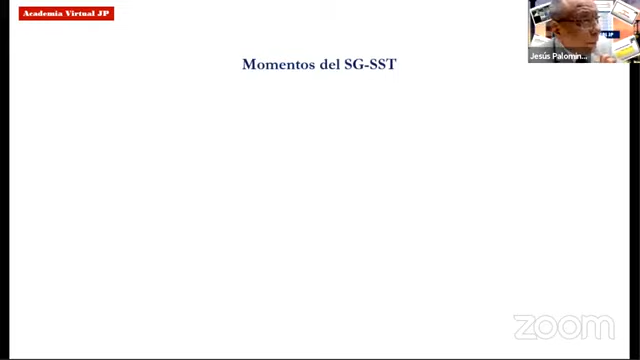 Academia Virtual JP
Jesús Palomin...
Momentos del SG-SST
zoom